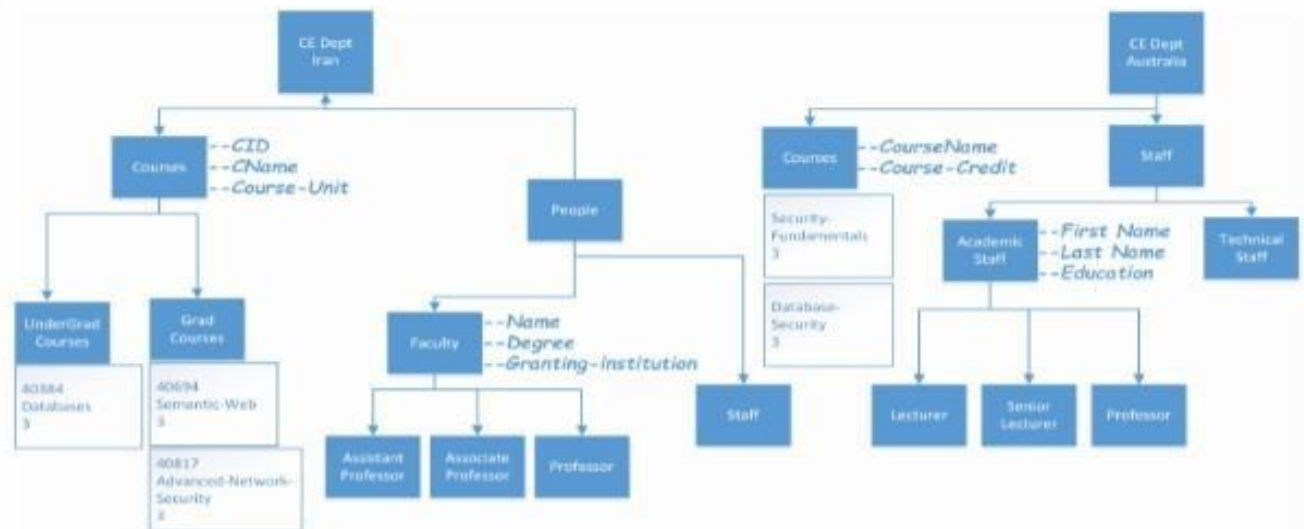 CE Dept
Iran
CE Dept
Australia
Courses
--CID
--CName
--Course-Unit
People
Courses
--CourseName
--Course-Credit
Staff
Security-
Fundamentals
3
Database-
Security
3
Academic
Staff
--First Name
--Last Name
--Education
Technical
Staff
UnderGrad
Courses
40384
Databases
3
Grad
Courses
40694
Semantic-Web
3
40817
Advanced-Network-
Security
3
Faculty
--Name
--Degree
--Granting-institution
Staff
Assistant
Professor
Associate
Professor
Professor
Lecturer
Senior
Lecturer
Professor